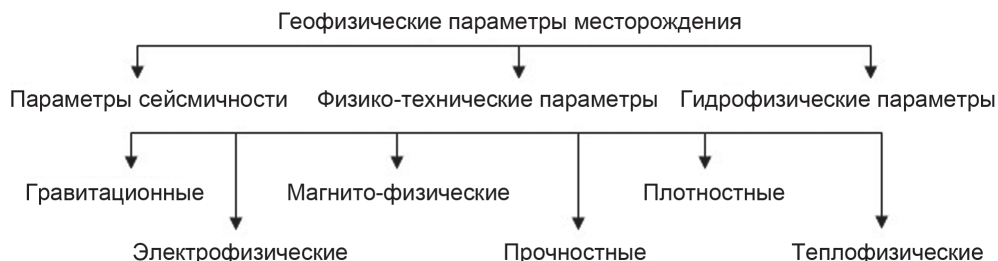 Геофизические параметры месторождения
Параметры сейсмичности Физико-технические параметры Гидрофизические параметры
Гравитационные Магнито-физические Плотностные
Электрофизические Прочностные Теплофизические